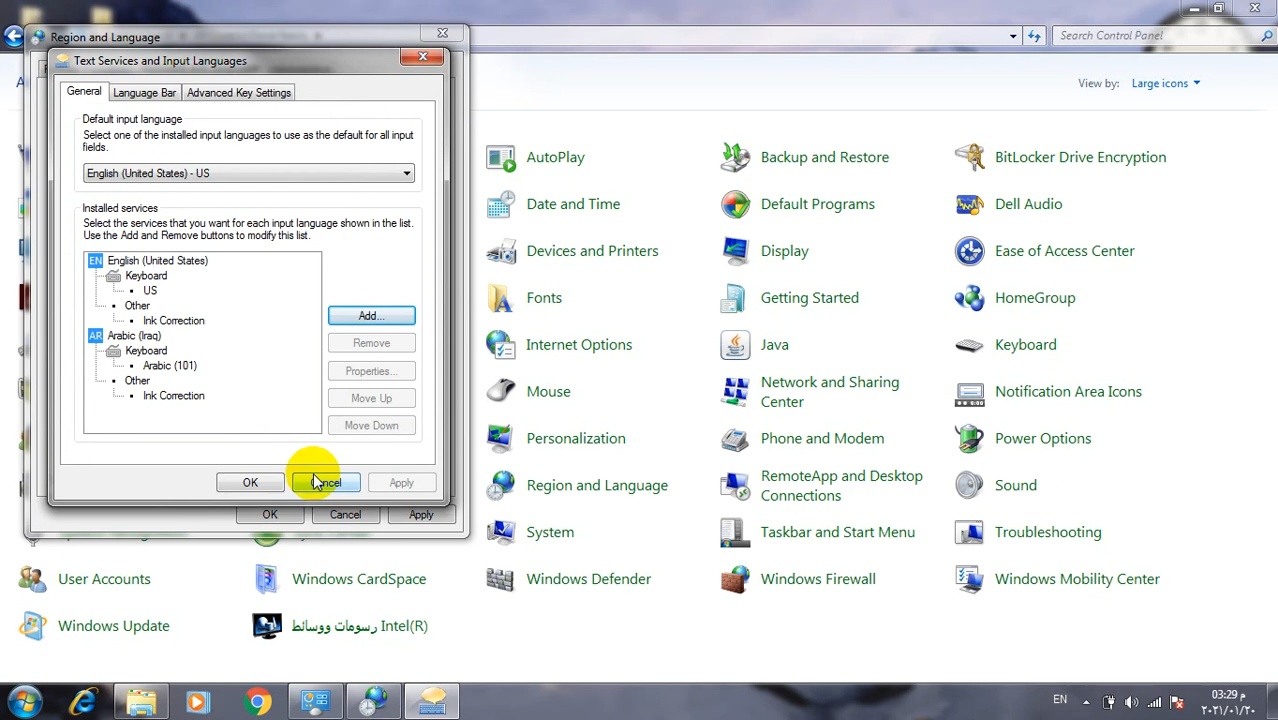 Region and Language
Search Control Panel
Text Services and Input Languages
General
Language Bar
Advanced Key Settings
Default input language
Select one of the installed input languages to use as the default for all input
fields.
English (United States) - US
Installed services
Select the services that you want for each input language shown in the list.
Use the Add and Remove buttons to modify this list.
EN English (United States)
Keyboard
US
Other
Ink Correction
AR Arabic (Iraq)
Keyboard
Arabic (101)
Other
Ink Correction
Add...
Remove
Properties...
Move Up
Move Down
OK
Cancel
Apply
OK
Cancel
Apply
View by:
Large icons
AutoPlay
Backup and Restore
BitLocker Drive Encryption
Date and Time
Default Programs
Dell Audio
Devices and Printers
Display
Ease of Access Center
Fonts
Getting Started
HomeGroup
Internet Options
Java
Keyboard
Mouse
Network and Sharing
Center
Notification Area Icons
Personalization
Phone and Modem
Power Options
Region and Language
RemoteApp and Desktop
Connections
Sound
System
Taskbar and Start Menu
Troubleshooting
User Accounts
Windows CardSpace
Windows Defender
Windows Firewall
Windows Mobility Center
Windows Update
رسومات ووسائط Intel(R)
EN
03:29 م
٢٠٢١/٠١/٢٠